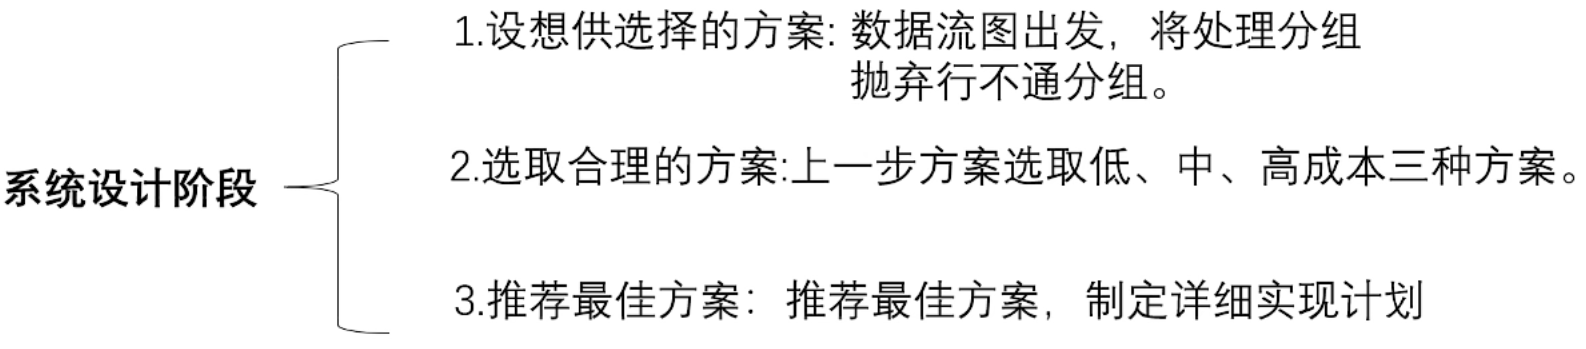 1.设想供选择的方案: 数据流图出发，将处理分组
抛弃行不通分组。
2.选取合理的方案:上一步方案选取低、中、高成本三种方案。
系统设计阶段
3.推荐最佳方案：推荐最佳方案，制定详细实现计划